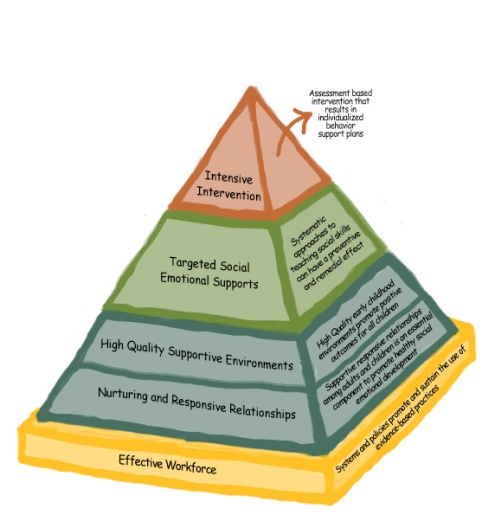 Assessment based
intervention that
results in
individualized
behavior
support plans
Intensive
Intervention
Systematic
approaches to
teaching social skills
can have a preventive
and remedial effect
Targeted Social
Emotional Supports
High Quality early childhood
environments promote positive
outcomes for all children
High Quality Supportive Environments
Supportive responsive relationships
among adults and children is an essential
component to promote healthy social
emotional development
Nurturing and Responsive Relationships
Systems and policies promote and sustain the use of
evidence-based practices
Effective Workforce